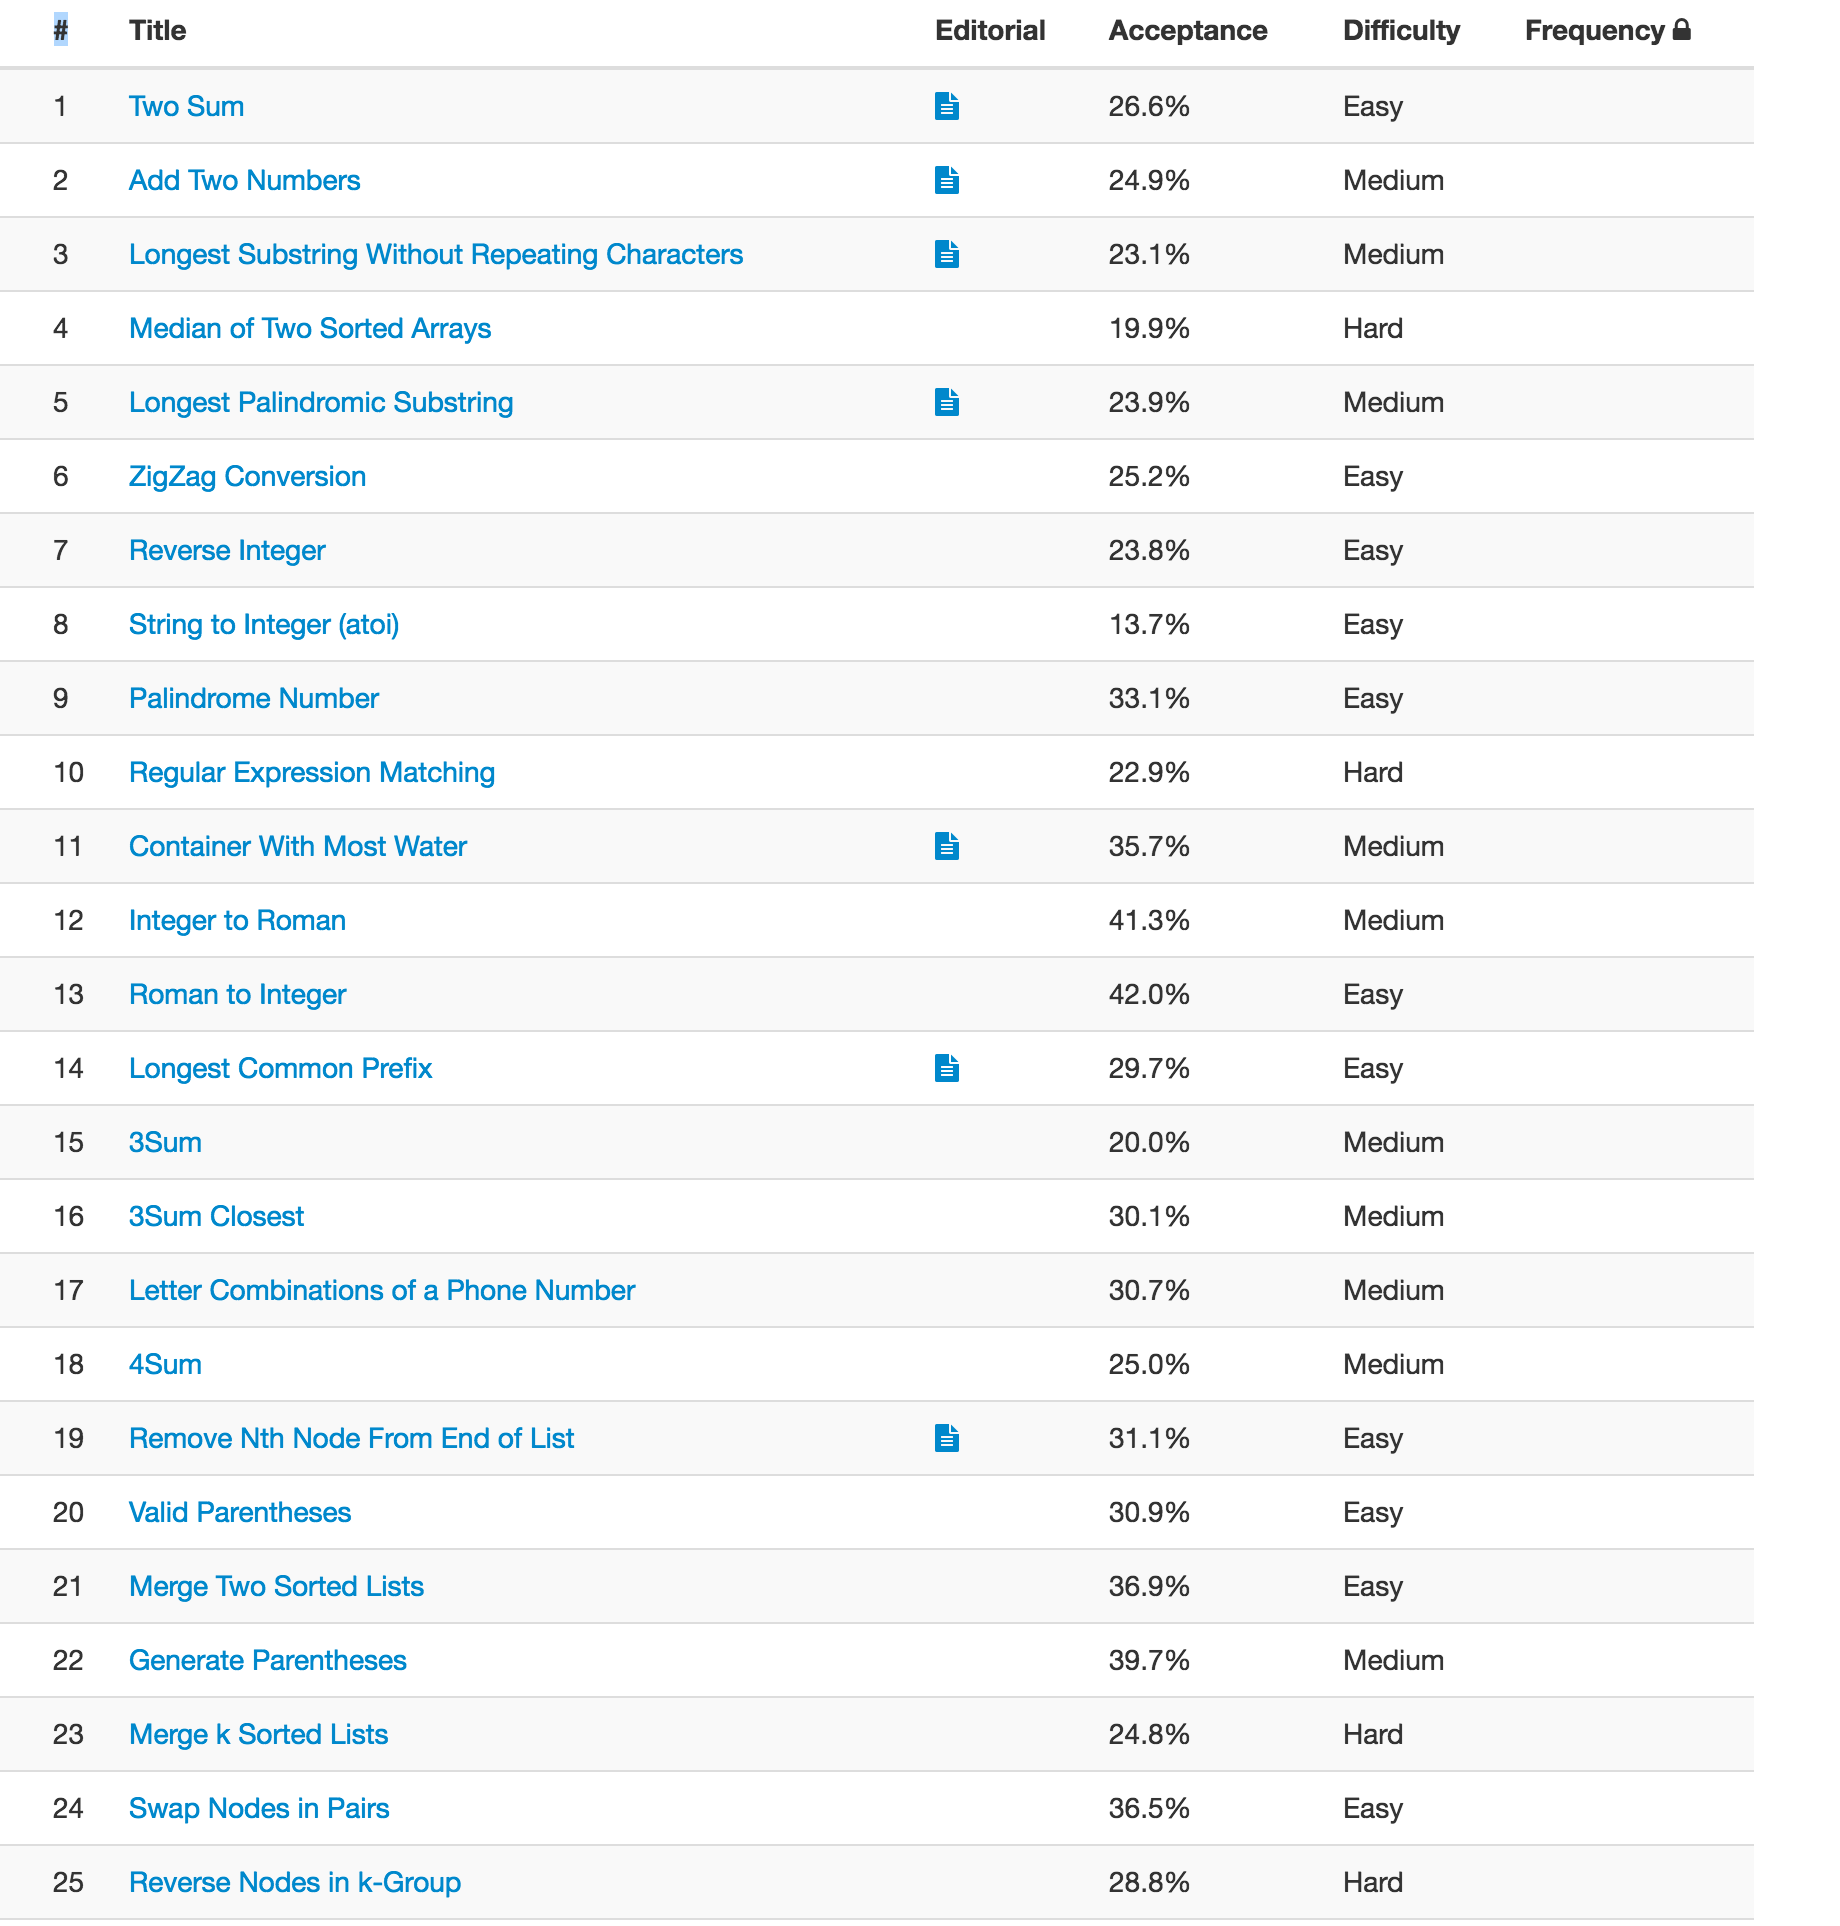 # Title Editorial Acceptance Difficulty Frequency
1 Two Sum 26.6% Easy
2 Add Two Numbers 24.9% Medium
3 Longest Substring Without Repeating Characters 23.1% Medium
4 Median of Two Sorted Arrays 19.9% Hard
5 Longest Palindromic Substring 23.9% Medium
6 ZigZag Conversion 25.2% Easy
7 Reverse Integer 23.8% Easy
8 String to Integer (atoi) 13.7% Easy
9 Palindrome Number 33.1% Easy
10 Regular Expression Matching 22.9% Hard
11 Container With Most Water 35.7% Medium
12 Integer to Roman 41.3% Medium
13 Roman to Integer 42.0% Easy
14 Longest Common Prefix 29.7% Easy
15 3Sum 20.0% Medium
16 3Sum Closest 30.1% Medium
17 Letter Combinations of a Phone Number 30.7% Medium
18 4Sum 25.0% Medium
19 Remove Nth Node From End of List 31.1% Easy
20 Valid Parentheses 30.9% Easy
21 Merge Two Sorted Lists 36.9% Easy
22 Generate Parentheses 39.7% Medium
23 Merge k Sorted Lists 24.8% Hard
24 Swap Nodes in Pairs 36.5% Easy
25 Reverse Nodes in k-Group 28.8% Hard